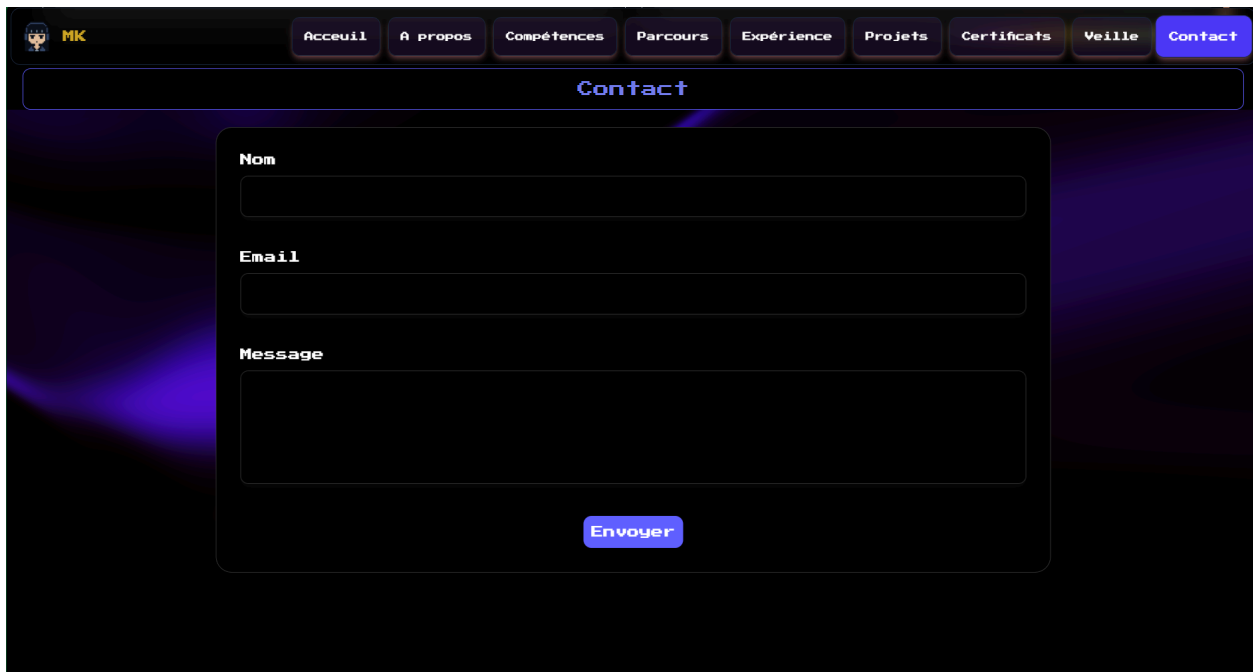 MK Acceuil A propos Compétences Parcours Expérience Projets Certificats Veille Contact
Contact
Nom
Email
Message
Envoyer